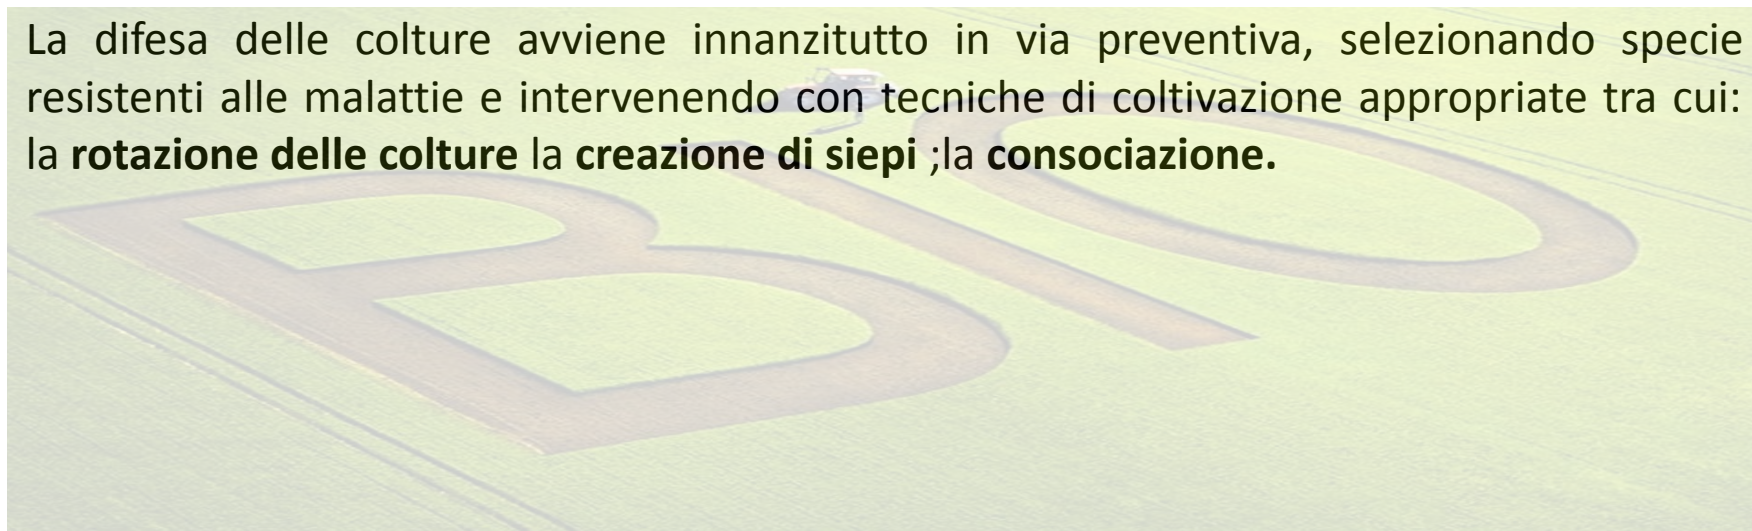 La difesa delle colture avviene innanzitutto in via preventiva, selezionando specie
resistenti alle malattie e intervenendo con tecniche di coltivazione appropriate tra cui:
la rotazione delle colture la creazione di siepi ;la consociazione.
BIO